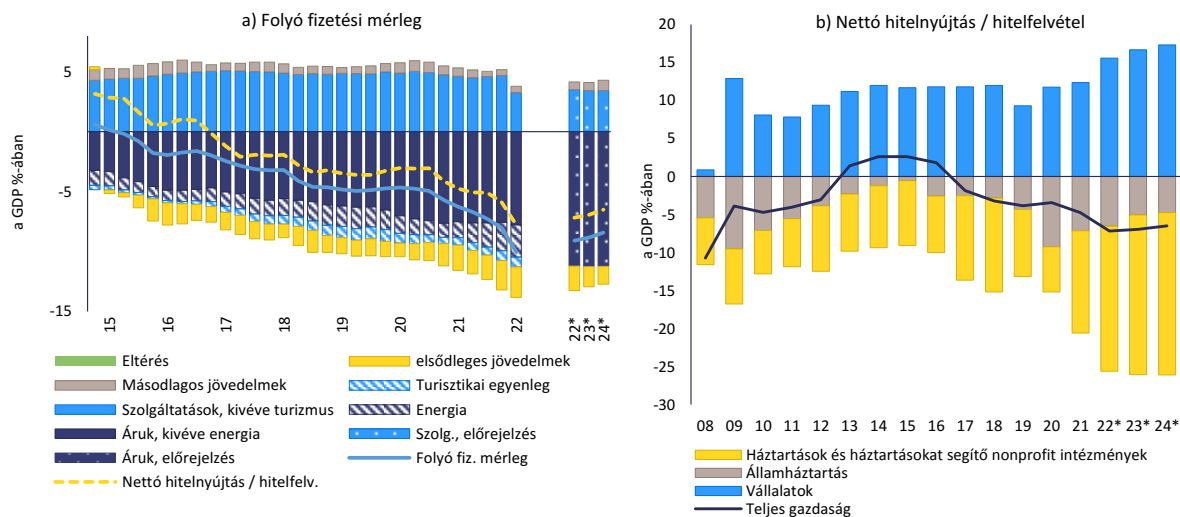 a) Folyó fizetési mérleg
a GDP %-ában
5
-5
-15
15 16 17 18 19 20 21 22 22* 23* 24*
Eltérés
elsődleges jövedelmek
Másodlagos jövedelmek
Turisztikai egyenleg
Szolgáltatások, kivéve turizmus
Energia
Áruk, kivéve energia
Szolg., előrejelzés
Áruk, előrejelzés
Folyó fiz. mérleg
Nettó hitelnyújtás / hitelfelv.
b) Nettó hitelnyújtás / hitelfelvétel
a GDP %-ában
20
15
10
5
0
-5
-10
-15
-20
-25
-30
08 09 10 11 12 13 14 15 16 17 18 19 20 21 22* 23* 24*
Háztartások és háztartásokat segítő nonprofit intézmények
Államháztartás
Vállalatok
Teljes gazdaság